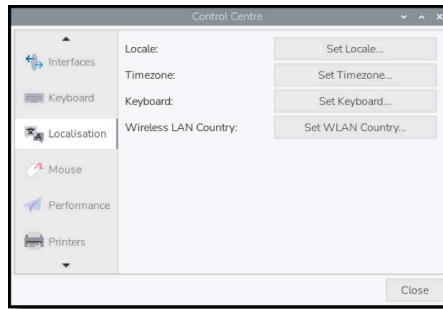 Control Centre
Interfaces
Keyboard
Localisation
Mouse
Performance
Printers
Locale: Set Locale...
Timezone: Set Timezone...
Keyboard: Set Keyboard...
Wireless LAN Country: Set WLAN Country...
Close